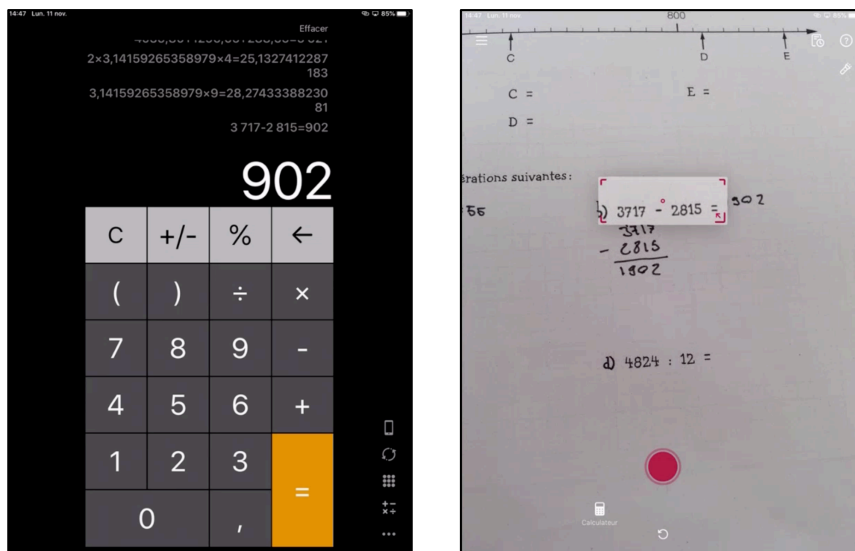 14:47 Lun. 11 nov.
85%
Effacer
2×3,14159265358979×4=25,1327412287
183
3,14159265358979×9=28,27433388230
81
3 717-2 815=902
902
C +/- % ←
( ) ÷ ×
7 8 9 -
4 5 6 +
1 2 3
0 , =
+-
×÷
14:47 Lun. 11 nov.
85%
800
C D E
C = E =
D =
érations suivantes:
55
b) 3717 - 2815 = 902
3717
- 2815
1902
d) 4824 : 12 =
Calculateur